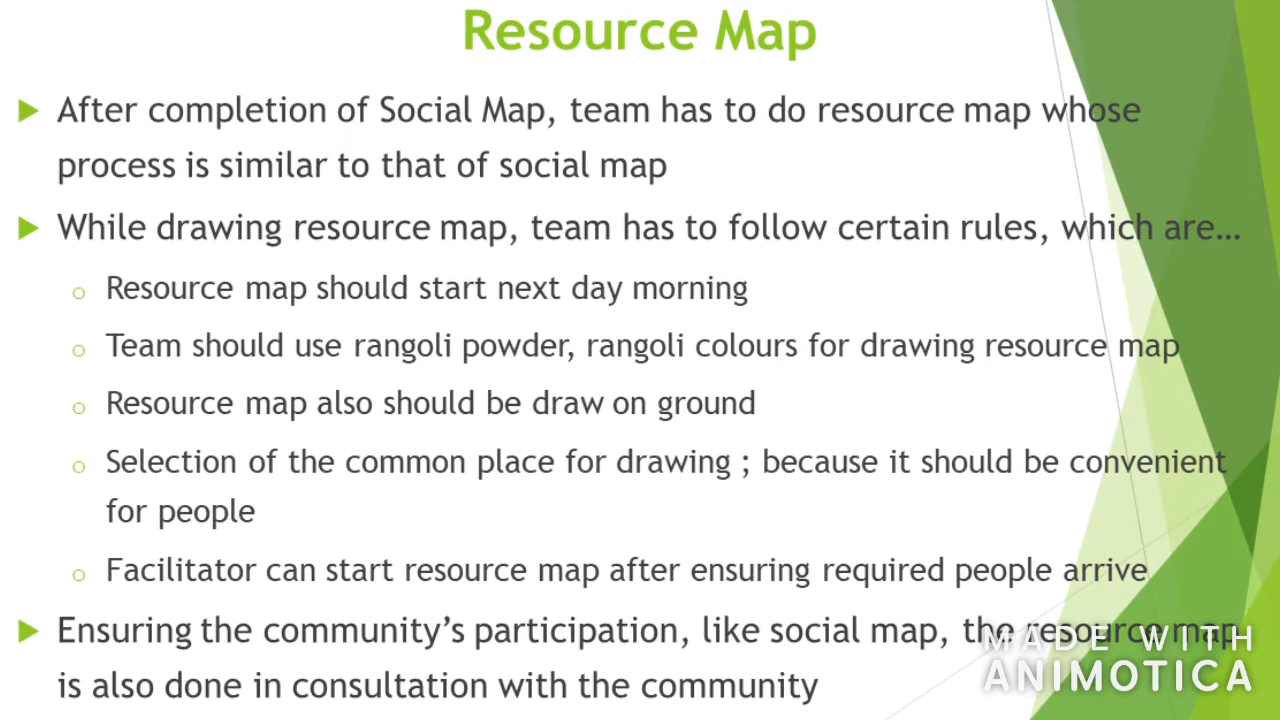 Resource Map
After completion of Social Map, team has to do resource map whose
process is similar to that of social map
While drawing resource map, team has to follow certain rules, which are…
Resource map should start next day morning
Team should use rangoli powder, rangoli colours for drawing resource map
Resource map also should be draw on ground
Selection of the common place for drawing ; because it should be convenient
for people
Facilitator can start resource map after ensuring required people arrive
Ensuring the community’s participation, like social map, the resource map
is also done in consultation with the community
MADE WITH
ANIMOTICA